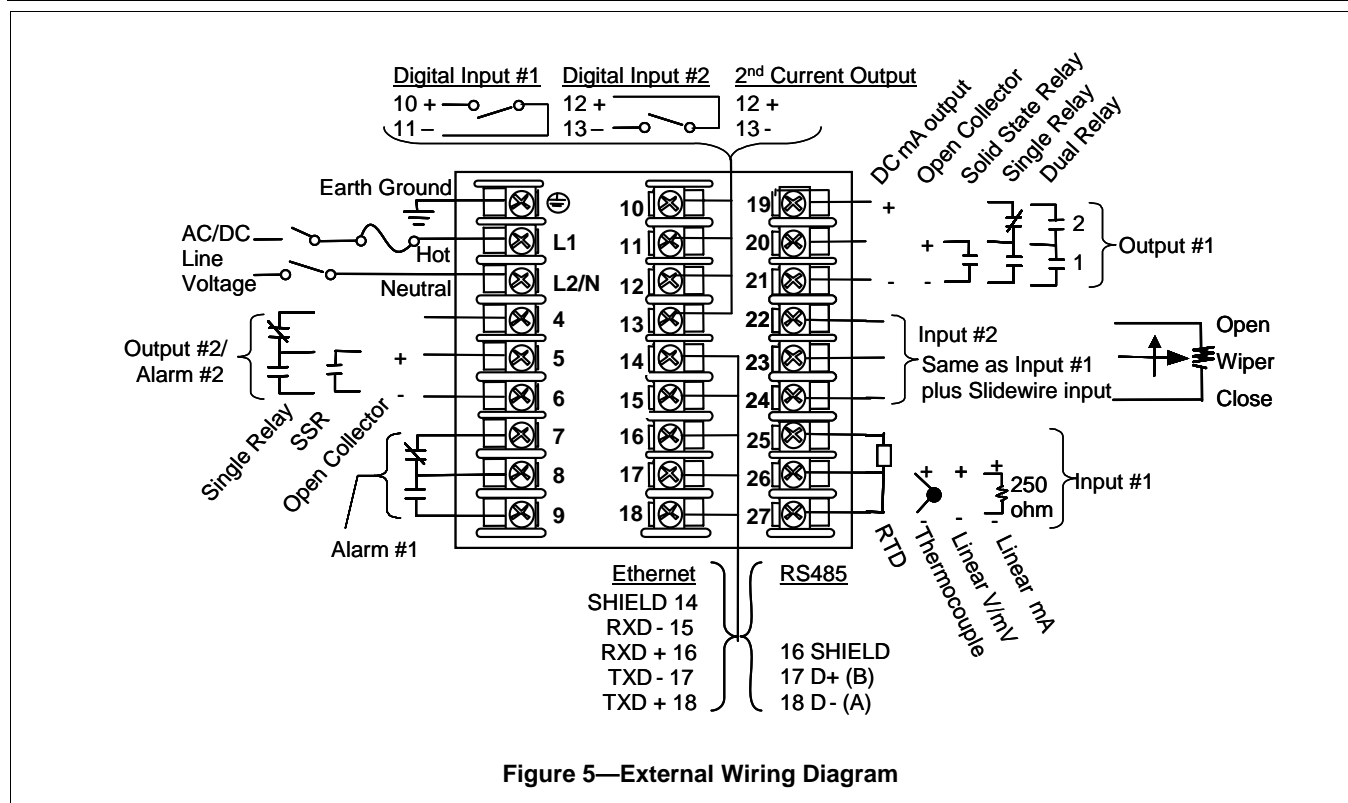 Digital Input #1
10 +
11 –
Digital Input #2
12 +
13 –
2nd Current Output
12 +
13 -
DC mA output
Open Collector
Solid State Relay
Single Relay
Dual Relay
Earth Ground
AC/DC
Line
Voltage
Hot
Neutral
L1
L2/N
4
5
6
7
8
9
10
11
12
13
14
15
16
17
18
19
20
21
22
23
24
25
26
27
+
+
-
-
2
1
Output #1
Output #2/
Alarm #2
+
-
Single Relay
SSR
Open Collector
Alarm #1
Input #2
Same as Input #1
plus Slidewire input
Open
Wiper
Close
+
+
+
250
ohm
-
-
-
Input #1
RTD
Thermocouple
Linear V/mV
Linear mA
Ethernet
SHIELD 14
RXD - 15
RXD + 16
TXD - 17
TXD + 18
RS485
16 SHIELD
17 D+ (B)
18 D - (A)
Figure 5—External Wiring Diagram